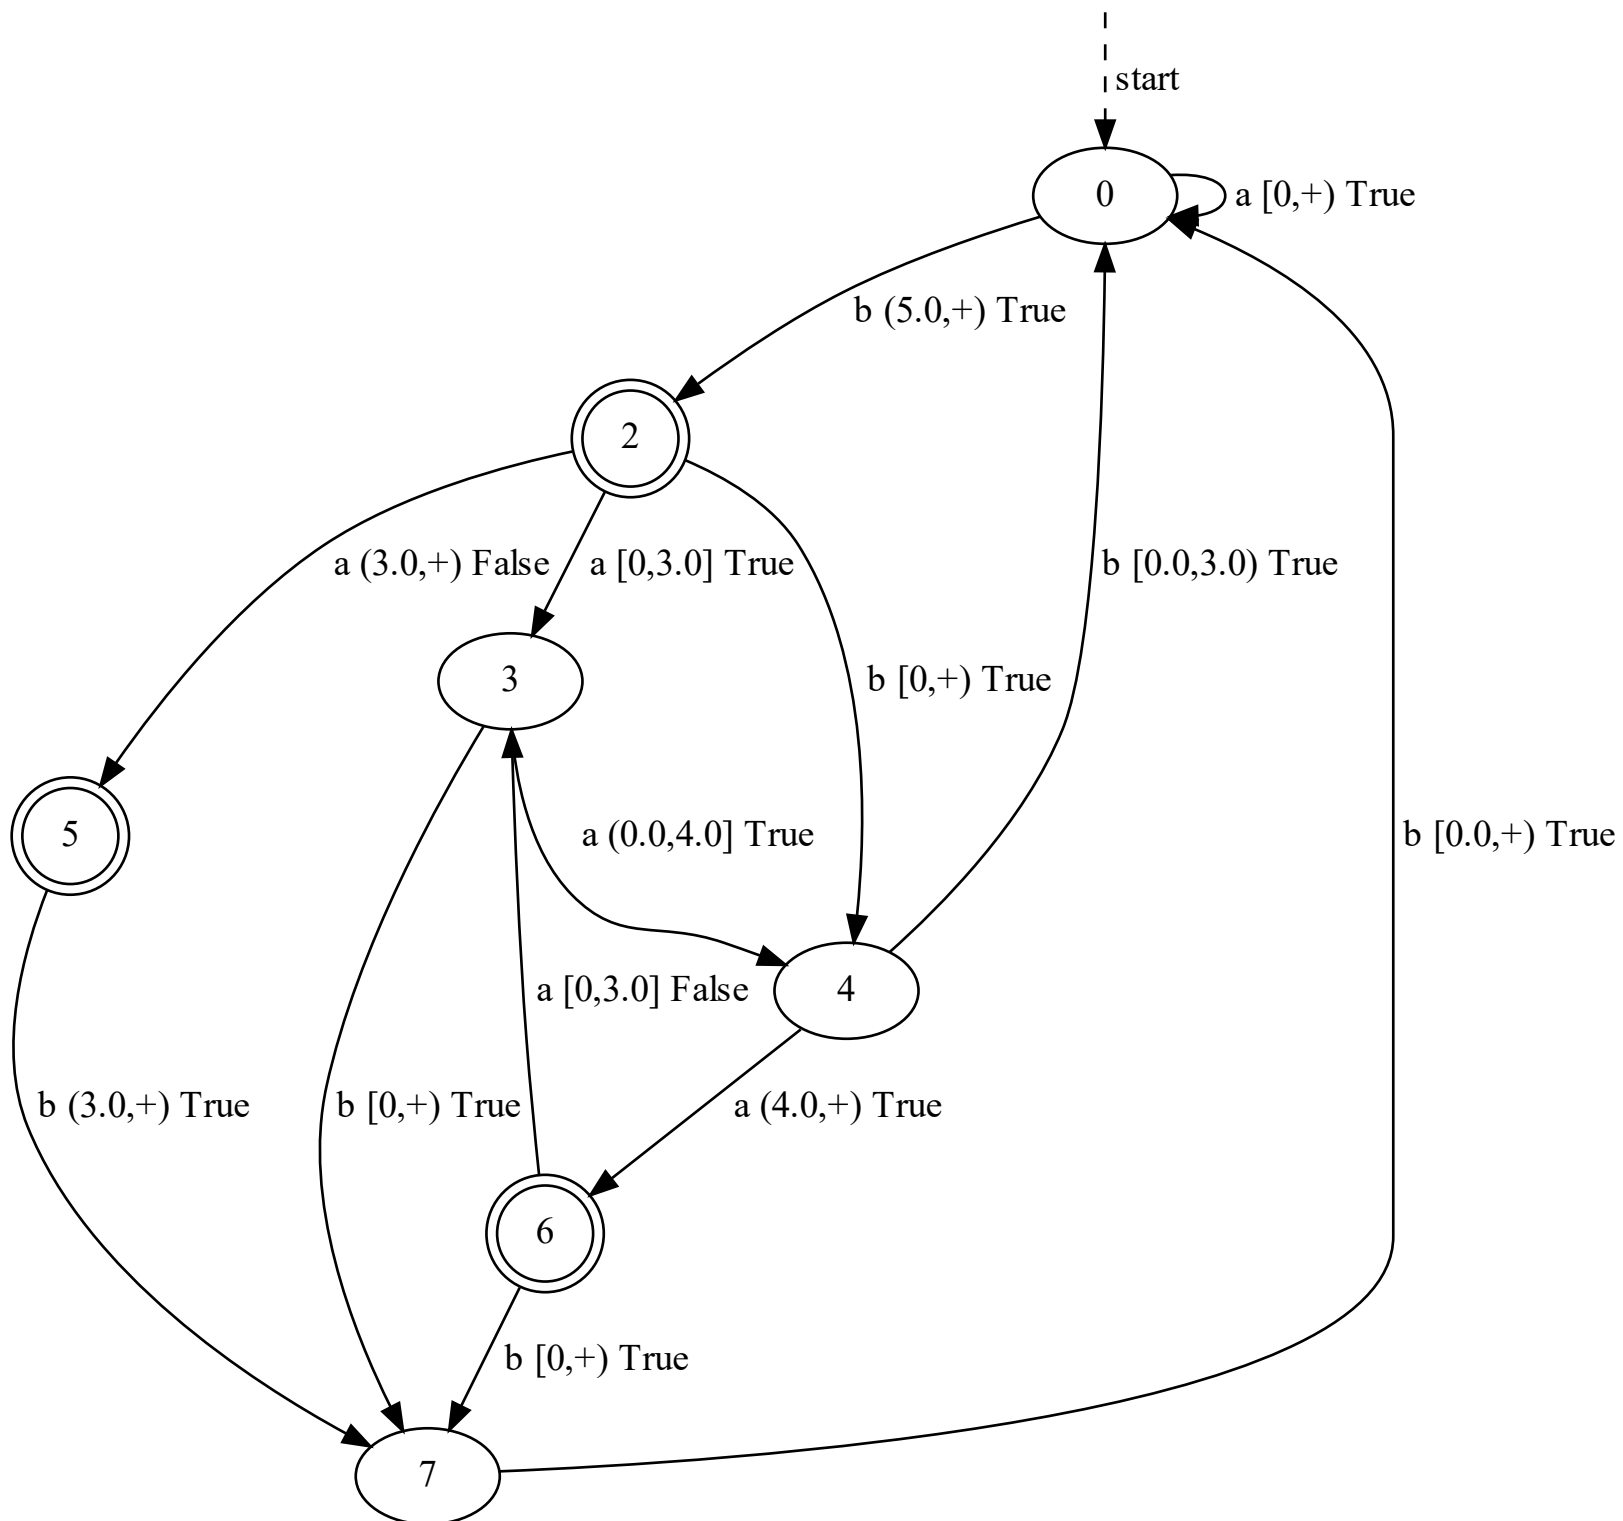 start
0
a [0,+) True
b (5.0,+) True
2
a (3.0,+) False
a [0,3.0] True
b [0.0,3.0) True
3
b [0,+) True
5
a (0.0,4.0] True
b [0.0,+) True
a [0,3.0] False
4
b (3.0,+) True
b [0,+) True
a (4.0,+) True
6
b [0,+) True
7